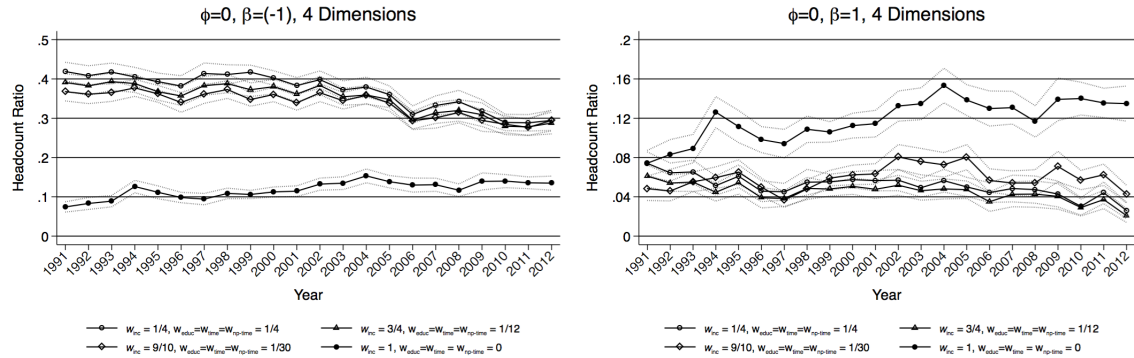 ϕ=0, β=(-1), 4 Dimensions
Headcount Ratio
.5
.4
.3
.2
.1
0
1991 1992 1993 1994 1995 1996 1997 1998 1999 2000 2001 2002 2003 2004 2005 2006 2007 2008 2009 2010 2011 2012
Year
w_inc = 1/4, w_educ=w_time=w_np-time = 1/4
w_inc = 3/4, w_educ=w_time=w_np-time = 1/12
w_inc = 9/10, w_educ=w_time=w_np-time = 1/30
w_inc = 1, w_educ=w_time = w_np-time = 0
ϕ=0, β=1, 4 Dimensions
Headcount Ratio
.2
.16
.12
.08
.04
0
1991 1992 1993 1994 1995 1996 1997 1998 1999 2000 2001 2002 2003 2004 2005 2006 2007 2008 2009 2010 2011 2012
Year
w_inc = 1/4, w_educ=w_time=w_np-time = 1/4
w_inc = 3/4, w_educ=w_time=w_np-time = 1/12
w_inc = 9/10, w_educ=w_time=w_np-time = 1/30
w_inc = 1, w_educ=w_time = w_np-time = 0